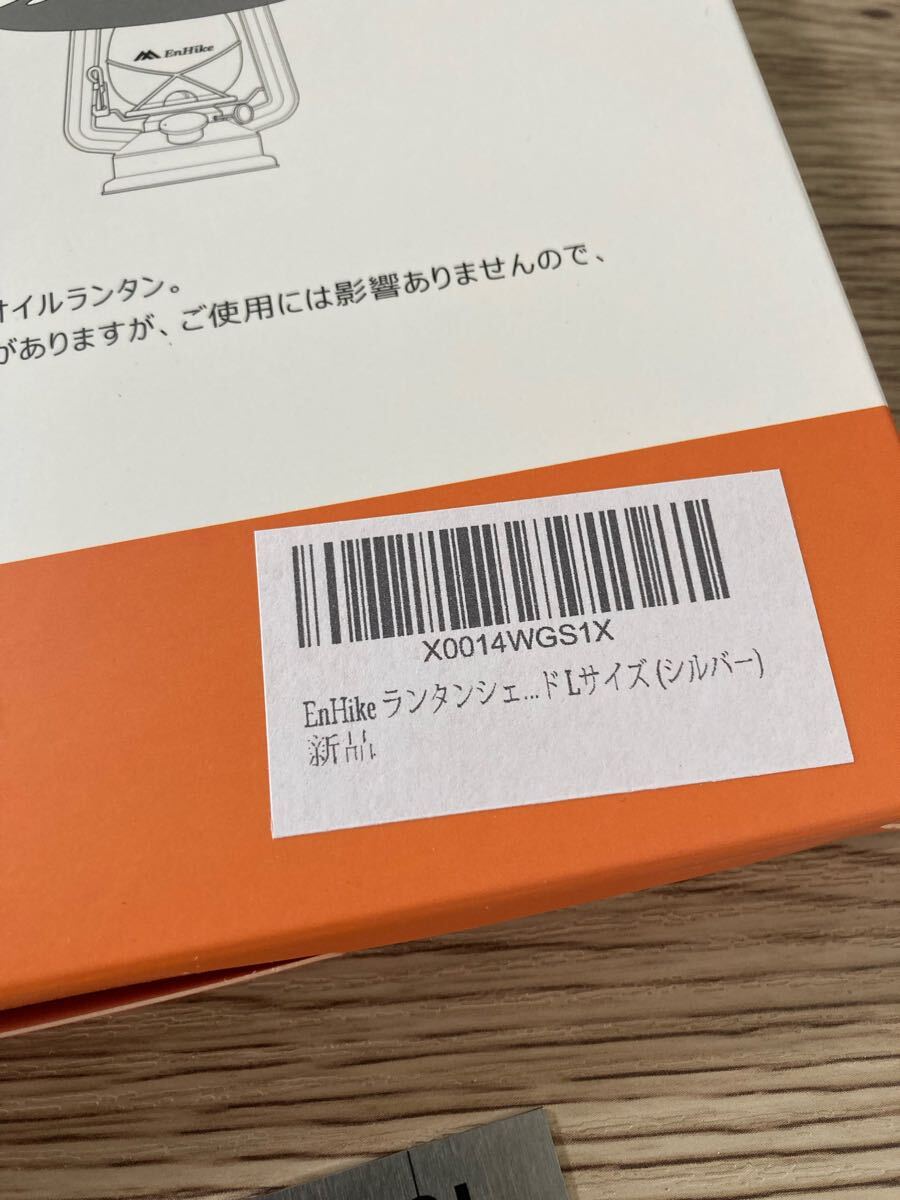 EnHike
オイルランタン。
がありますが、ご使用には影響ありませんので、
X0014WGS1X
EnHike ランタンシェ...ド Lサイズ (シルバー)
新品